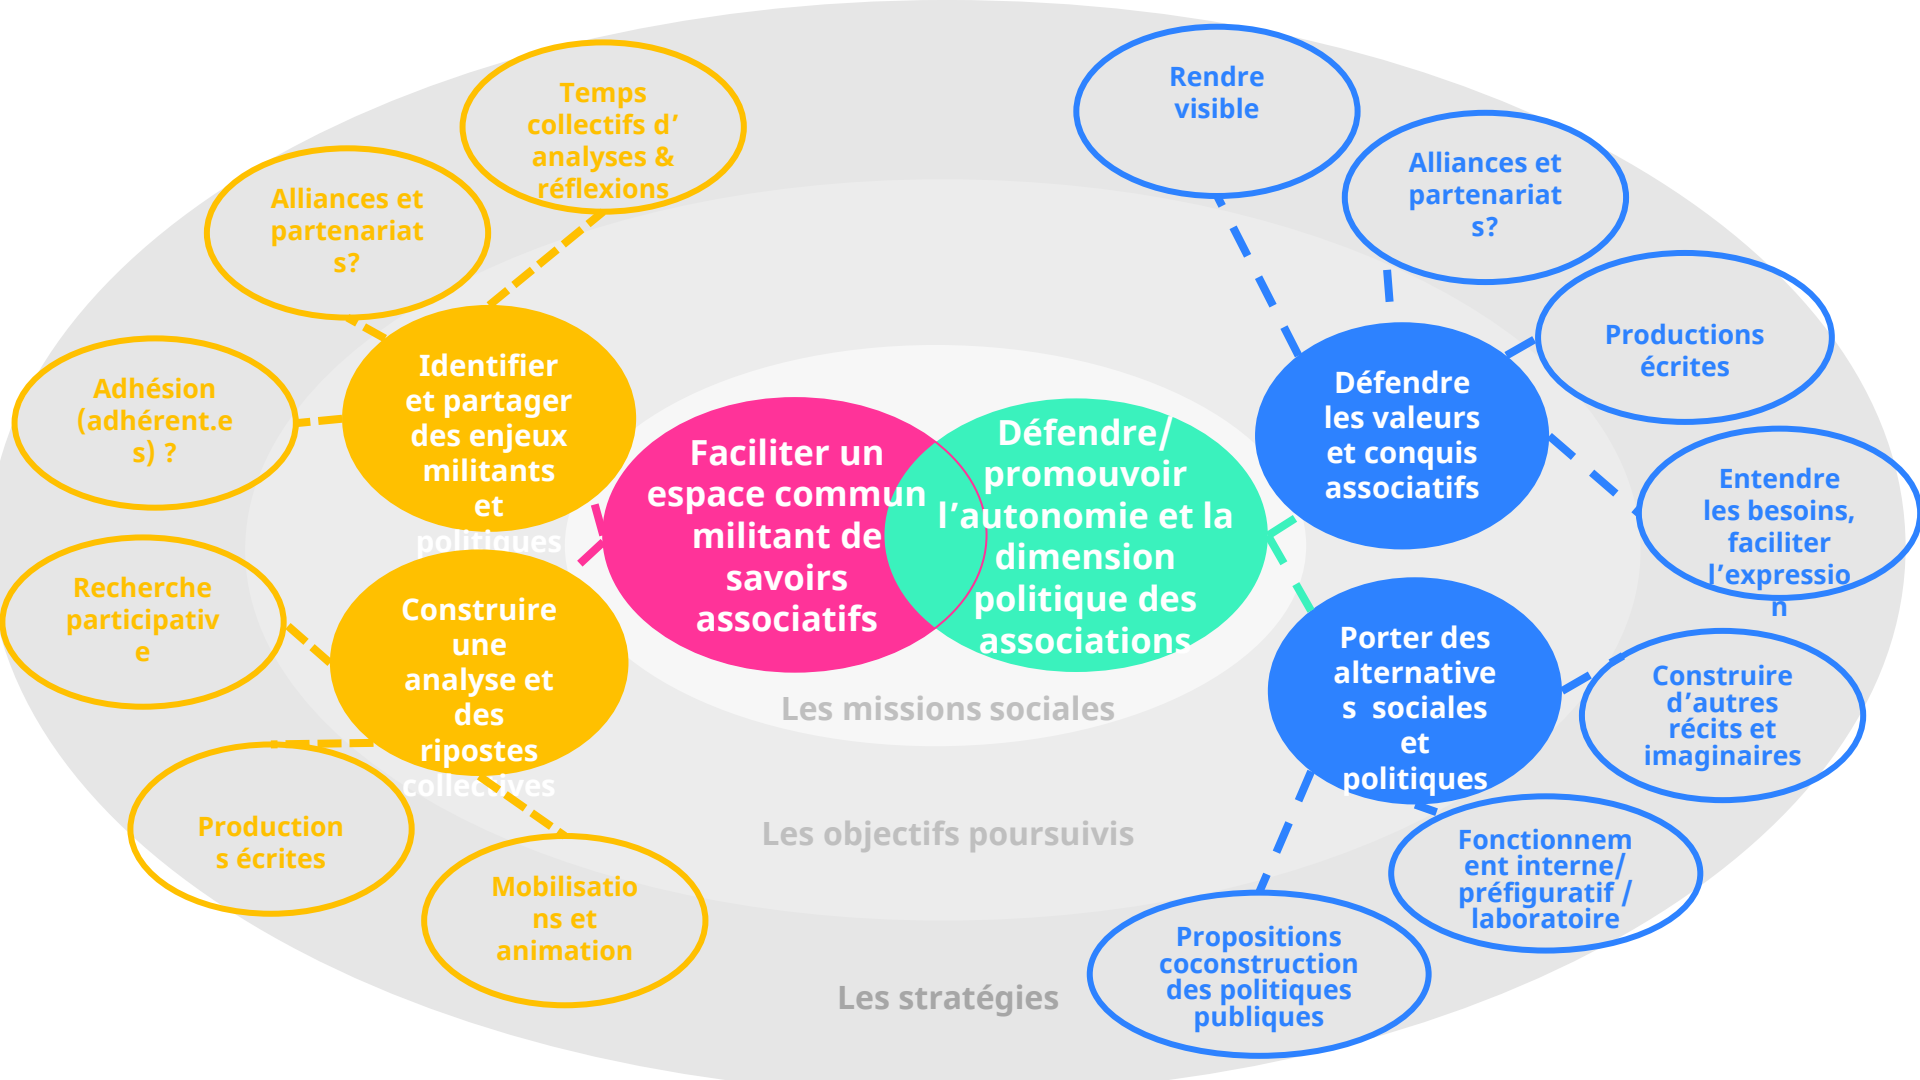 Temps
collectifs d’
analyses &
réflexions
Alliances et
partenariat
s?
Adhésion
(adhérent.e
s) ?
Recherche
participativ
e
Production
s écrites
Mobilisatio
ns et
animation
Identifier
et partager
des enjeux
militants
et
politiques
Construire
une
analyse et
des
ripostes
collectives
Faciliter un
espace commun
militant de
savoirs
associatifs
Défendre/
promouvoir
l’autonomie et la
dimension
politique des
associations
Les missions sociales
Les objectifs poursuivis
Les stratégies
Défendre
les valeurs
et conquis
associatifs
Porter des
alternative
s  sociales
et
politiques
Rendre
visible
Alliances et
partenariat
s?
Productions
écrites
Entendre
les besoins,
faciliter
l’expressio
n
Construire
d’autres
récits et
imaginaires
Fonctionnem
ent interne/
préfiguratif /
laboratoire
Propositions
coconstruction
des politiques
publiques